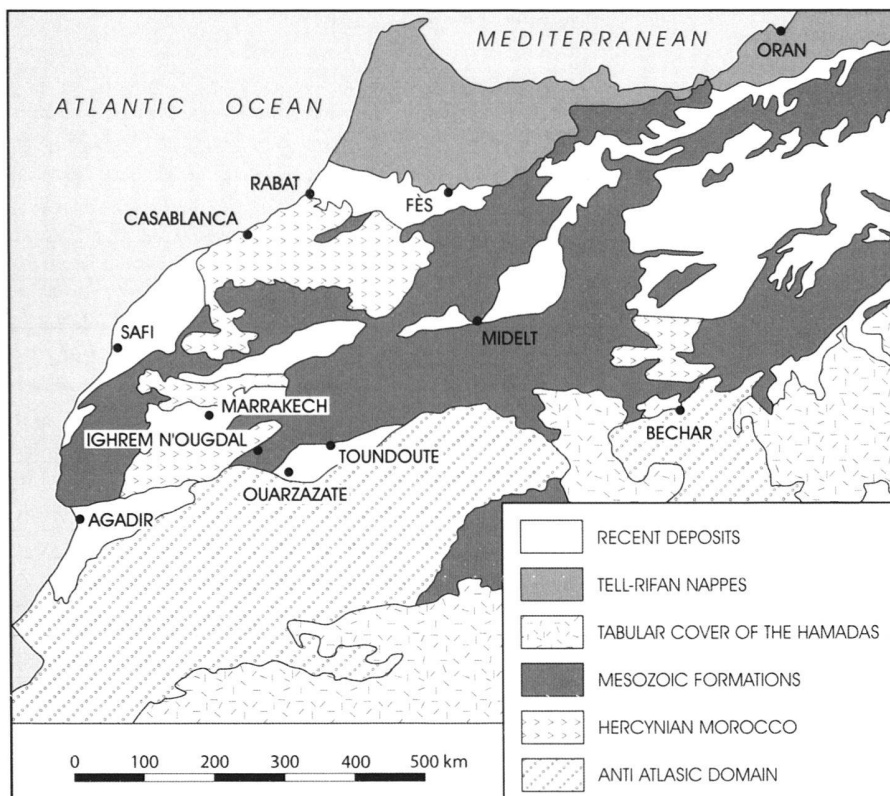 MEDITERRANEAN
ORAN
ATLANTIC OCEAN
RABAT
FÈS
CASABLANCA
SAFI
MIDELT
MARRAKECH
IGHREM N'OUGDAL
TOUNDOUTE
BECHAR
OUARZAZATE
AGADIR
RECENT DEPOSITS
TELL-RIFAN NAPPES
TABULAR COVER OF THE HAMADAS
MESOZOIC FORMATIONS
HERCYNIAN MOROCCO
ANTI ATLASIC DOMAIN
0 100 200 300 400 500 km